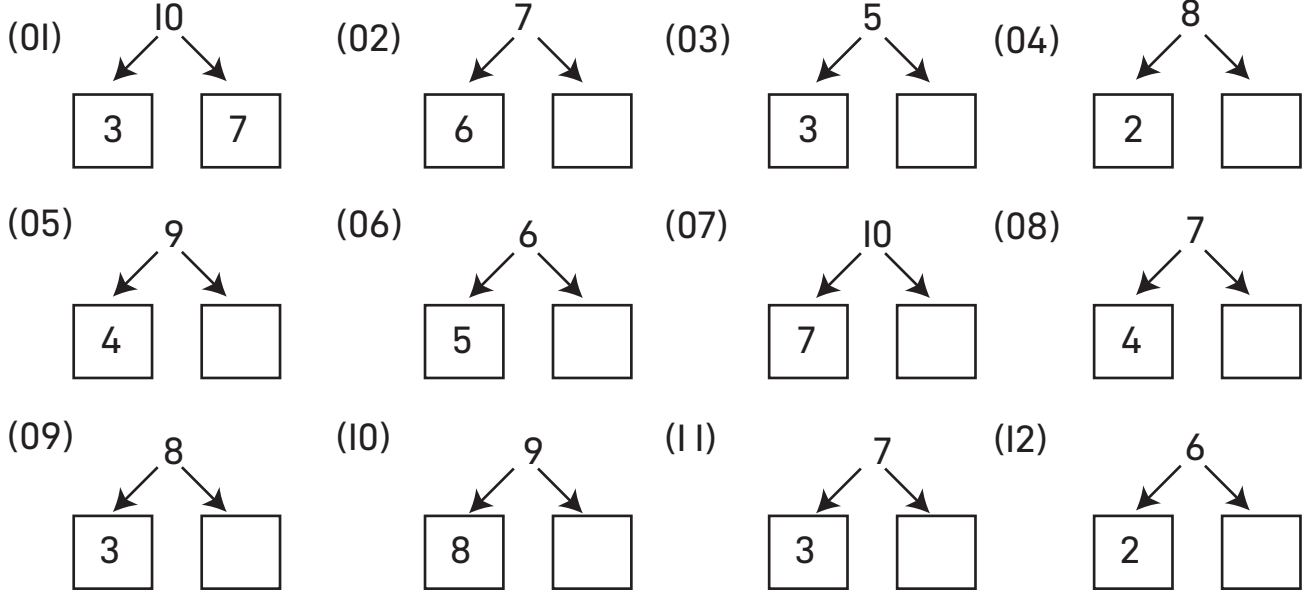 (01) 10 (02) 7 (03) 5 (04) 8
3 7 6 3 2
(05) 9 (06) 6 (07) 10 (08) 7
4 5 7 4
(09) 8 (10) 9 (11) 7 (12) 6
3 8 3 2